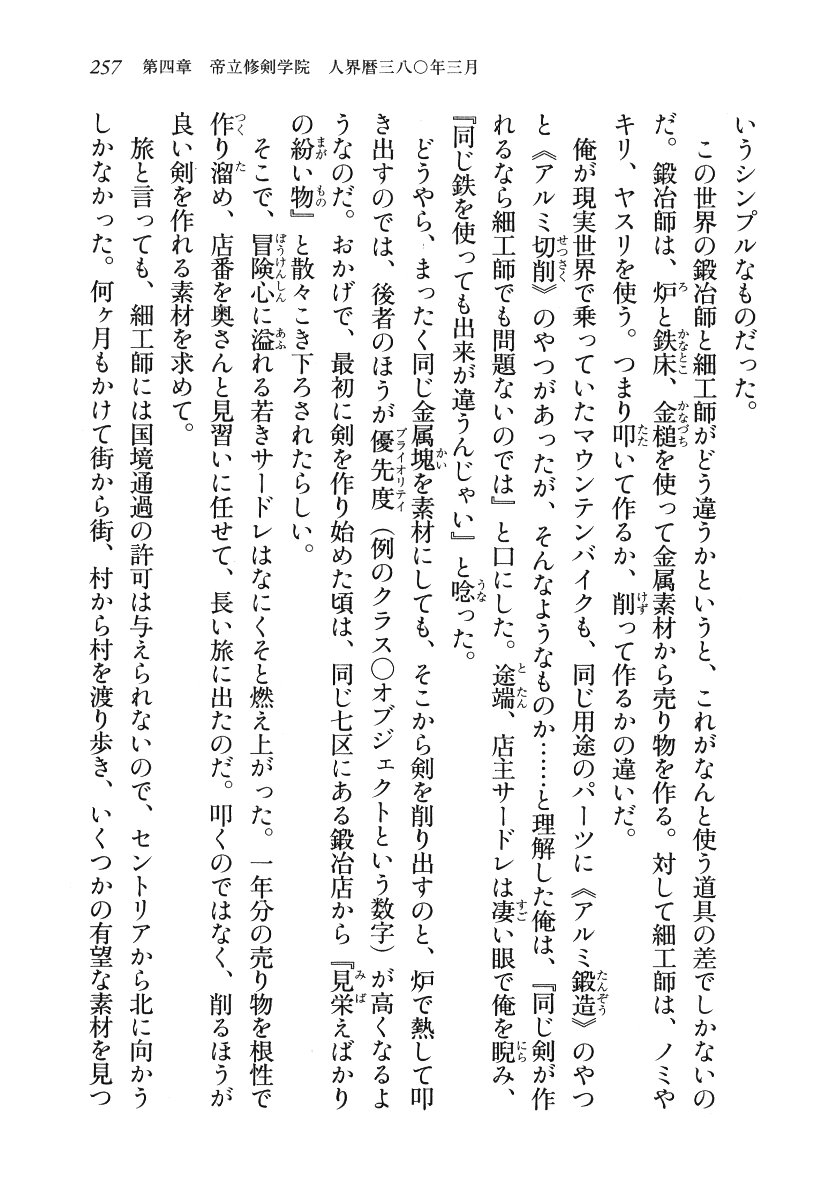 257 第四章 帝立修剣学院 人界暦三八〇年三月
いうシンプルなものだった。
この世界の鍛冶師と細工師がどう違うかというと、これがなんと使う道具の差でしかないの
だ。鍛冶師は、炉と鉄床、金槌を使って金属素材から売り物を作る。対して細工師は、ノミや
キリ、ヤスリを使う。つまり叩いて作るか、削って作るかの違いだ。
俺が現実世界で乗っていたマウンテンバイクも、同じ用途のパーツに《アルミ鍛造》のやつ
と《アルミ切削》のやつがあったが、そんなようなものか……と理解した俺は、『同じ剣が作
れるなら細工師でも問題ないのでは』と口にした。途端、店主サードレは凄い眼で俺を睨み、
『同じ鉄を使っても出来が違うんじゃい』と唸った。
どうやら、まったく同じ金属塊を素材にしても、そこから剣を削り出すのと、炉で熱して叩
き出すのでは、後者のほうが優先度（例のクラス〇オブジェクトという数字）が高くなるよ
うなのだ。おかげで、最初に剣を作り始めた頃は、同じ七区にある鍛冶店から『見栄えばかり
の紛い物』と散々こき下ろされたらしい。
そこで、冒険心に溢れる若きサードレはなにくそと燃え上がった。一年分の売り物を根性で
作り溜め、店番を奥さんと見習いに任せて、長い旅に出たのだ。叩くのではなく、削るほうが
良い剣を作れる素材を求めて。
旅と言っても、細工師には国境通過の許可は与えられないので、セントリアから北に向かう
しかなかった。何ヶ月もかけて街から街、村から村を渡り歩き、いくつかの有望な素材を見つ